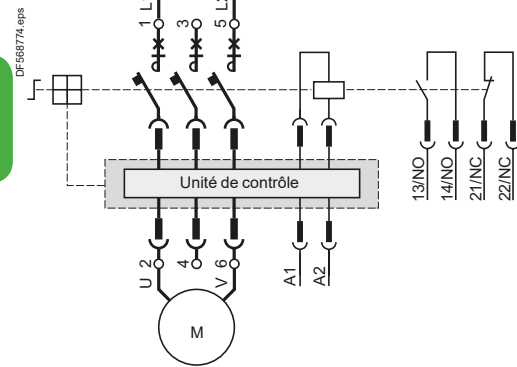 DF568774.eps
1 L1
3
5 L2
13/NO
14/NO
21/NC
22/NC
Unité de contrôle
U 2
4
V 6
A1
A2
M